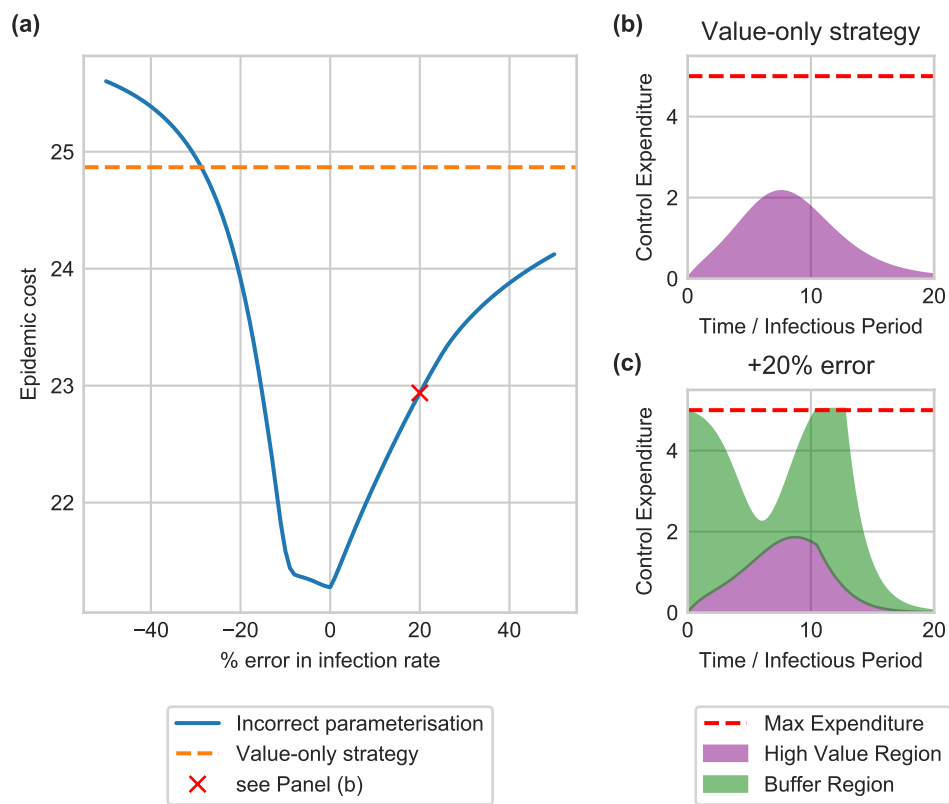 (a)
Epidemic cost
25
24
23
22
−40
−20
0
20
40
% error in infection rate
Incorrect parameterisation
Value-only strategy
see Panel (b)
(b)
Value-only strategy
Control Expenditure
4
2
0
0
10
20
Time / Infectious Period
(c)
+20% error
Control Expenditure
4
2
0
0
10
20
Time / Infectious Period
Max Expenditure
High Value Region
Buffer Region